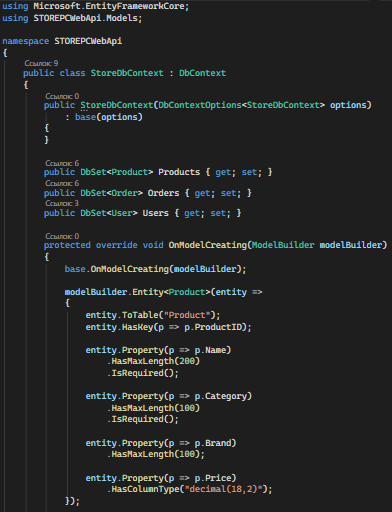 using Microsoft.EntityFrameworkCore;
using STOREPCWebApi.Models;
namespace STOREPCWebApi
{
Ссылок: 9
public class StoreDbContext : DbContext
{
Ссылок: 0
public StoreDbContext(DbContextOptions<StoreDbContext> options)
: base(options)
{
}
Ссылок: 6
public DbSet<Product> Products { get; set; }
Ссылок: 6
public DbSet<Order> Orders { get; set; }
Ссылок: 3
public DbSet<User> Users { get; set; }
Ссылок: 0
protected override void OnModelCreating(ModelBuilder modelBuilder)
{
base.OnModelCreating(modelBuilder);
modelBuilder.Entity<Product>(entity =>
{
entity.ToTable("Product");
entity.HasKey(p => p.ProductID);
entity.Property(p => p.Name)
.HasMaxLength(200)
.IsRequired();
entity.Property(p => p.Category)
.HasMaxLength(100)
.IsRequired();
entity.Property(p => p.Brand)
.HasMaxLength(100);
entity.Property(p => p.Price)
.HasColumnType("decimal(18,2)");
});